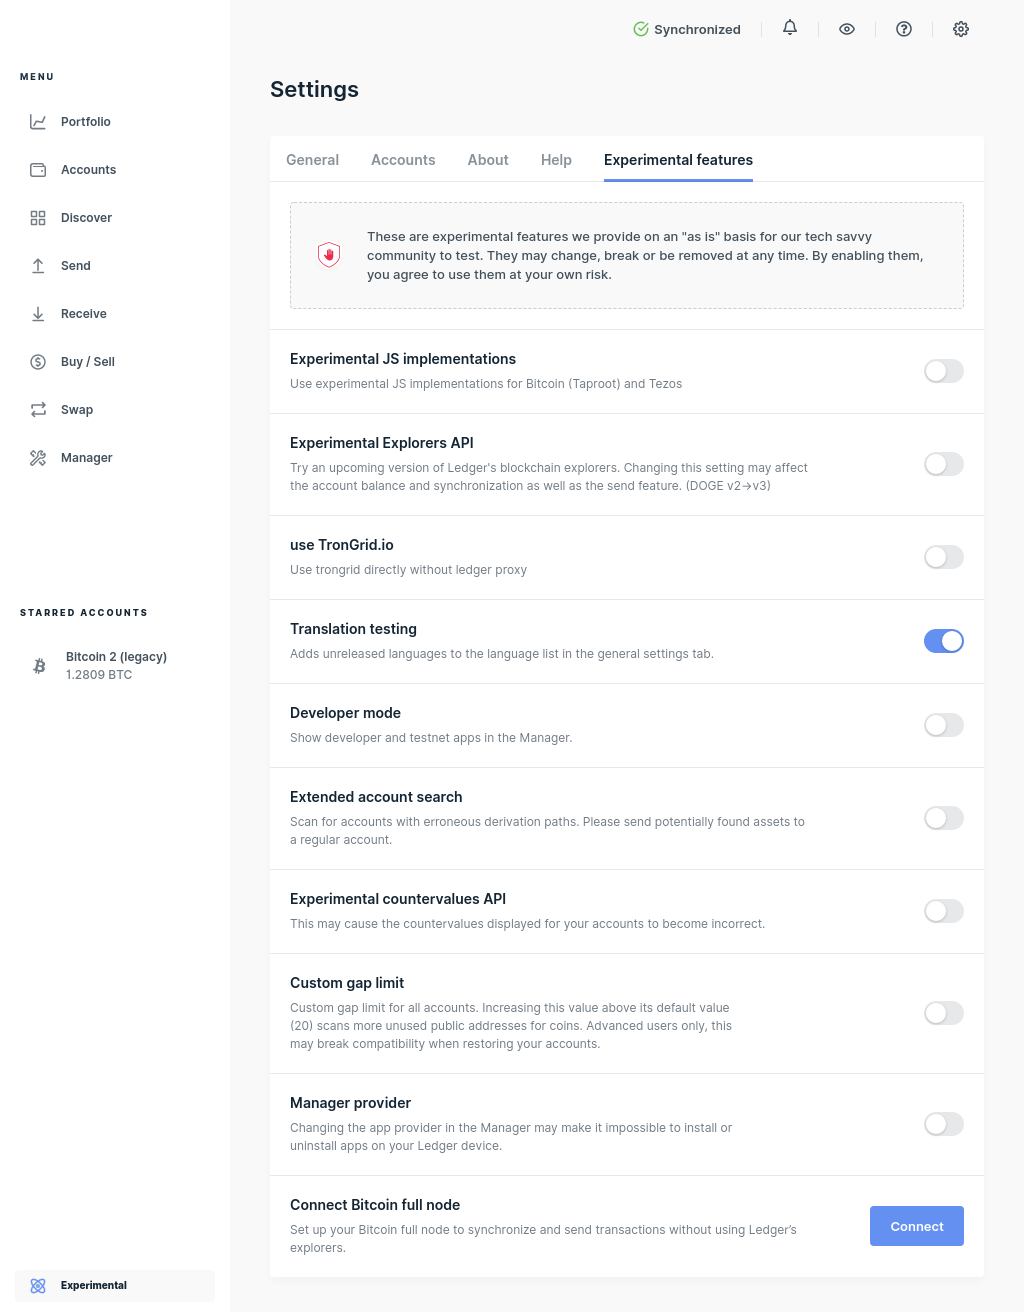 Synchronized
MENU
Portfolio
Accounts
Discover
Send
Receive
Buy / Sell
Swap
Manager
STARRED ACCOUNTS
Bitcoin 2 (legacy)
1.2809 BTC
Experimental
Settings
General
Accounts
About
Help
Experimental features
These are experimental features we provide on an "as is" basis for our tech savvy
community to test. They may change, break or be removed at any time. By enabling them,
you agree to use them at your own risk.
Experimental JS implementations
Use experimental JS implementations for Bitcoin (Taproot) and Tezos
Experimental Explorers API
Try an upcoming version of Ledger's blockchain explorers. Changing this setting may affect
the account balance and synchronization as well as the send feature. (DOGE v2->v3)
use TronGrid.io
Use trongrid directly without ledger proxy
Translation testing
Adds unreleased languages to the language list in the general settings tab.
Developer mode
Show developer and testnet apps in the Manager.
Extended account search
Scan for accounts with erroneous derivation paths. Please send potentially found assets to
a regular account.
Experimental countervalues API
This may cause the countervalues displayed for your accounts to become incorrect.
Custom gap limit
Custom gap limit for all accounts. Increasing this value above its default value
(20) scans more unused public addresses for coins. Advanced users only, this
may break compatibility when restoring your accounts.
Manager provider
Changing the app provider in the Manager may make it impossible to install or
uninstall apps on your Ledger device.
Connect Bitcoin full node
Set up your Bitcoin full node to synchronize and send transactions without using Ledger’s
explorers.
Connect